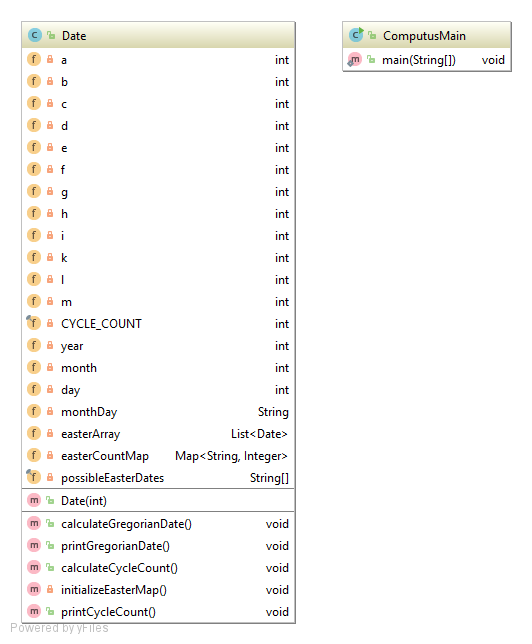 Date
a int
b int
c int
d int
e int
f int
g int
h int
i int
k int
l int
m int
CYCLE_COUNT int
year int
month int
day int
monthDay String
easterArray List<Date>
easterCountMap Map<String, Integer>
possibleEasterDates String[]
Date(int)
calculateGregorianDate() void
printGregorianDate() void
calculateCycleCount() void
initializeEasterMap() void
printCycleCount() void
ComputusMain
main(String[]) void
Powered by yFiles